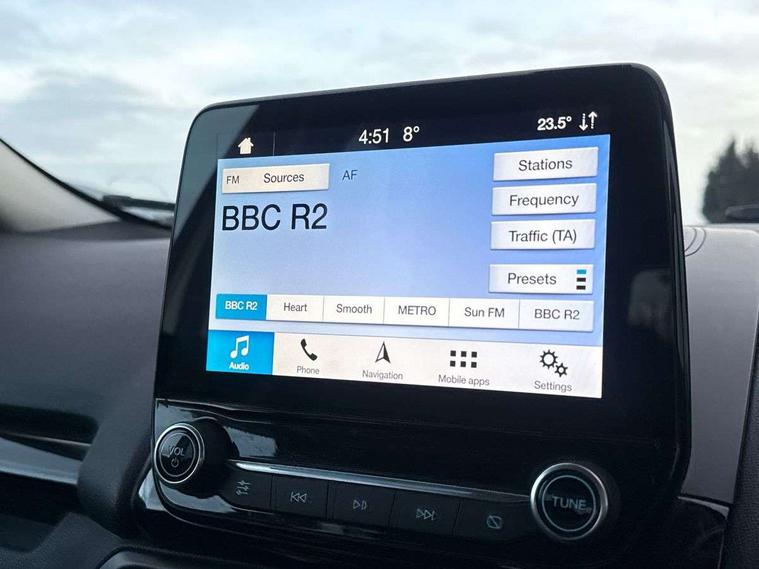 4:51 8° 23.5°
FM Sources AF Stations
BBC R2 Frequency
Traffic (TA)
Presets
BBC R2 Heart Smooth METRO Sun FM BBC R2
Audio Phone Navigation Mobile apps Settings
VOL
TUNE